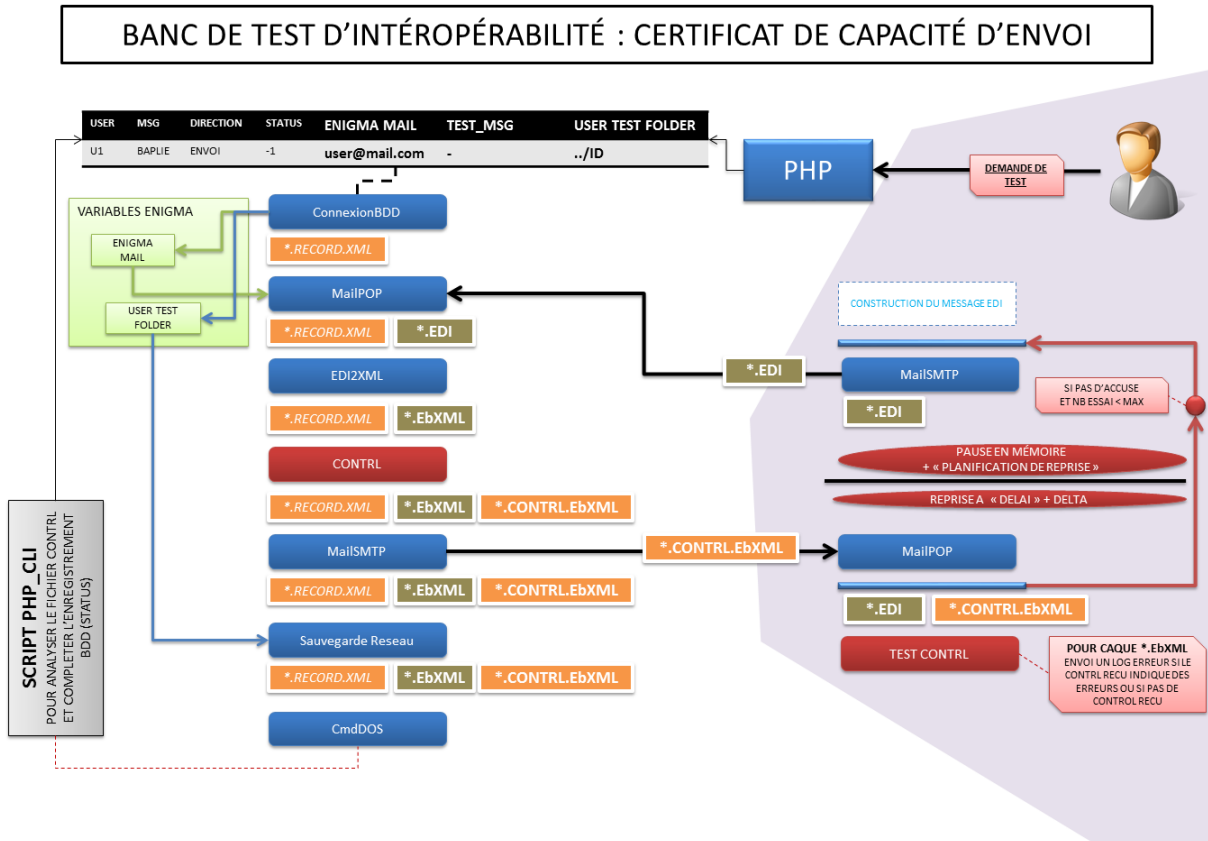 BANC DE TEST D'INTÉROPÉRABILITÉ : CERTIFICAT DE CAPACITÉ D'ENVOI
USER MSG DIRECTION STATUS ENIGMA MAIL TEST_MSG USER TEST FOLDER
U1 BAPLIE ENVOI -1 user@mail.com - ../ID
PHP
DEMANDE DE
TEST
VARIABLES ENIGMA
ENIGMA
MAIL
USER TEST
FOLDER
ConnexionBDD
*.RECORD.XML
MailPOP
*.RECORD.XML *.EDI
EDI2XML
*.RECORD.XML *.EbXML
CONTRL
*.RECORD.XML *.EbXML *.CONTRL.EbXML
MailSMTP
*.RECORD.XML *.EbXML *.CONTRL.EbXML
Sauvegarde Reseau
*.RECORD.XML *.EbXML *.CONTRL.EbXML
CmdDOS
SCRIPT PHP_CLI
POUR ANALYSER LE FICHIER CONTRL
ET COMPLETER L'ENREGISTREMENT
BDD (STATUS)
*.EDI
*.CONTRL.EbXML
CONSTRUCTION DU MESSAGE EDI
MailSMTP
*.EDI
SI PAS D'ACCUSE
ET NB ESSAI < MAX
PAUSE EN MÉMOIRE
+ « PLANIFICATION DE REPRISE »
REPRISE A « DELAI » + DELTA
MailPOP
*.EDI *.CONTRL.EbXML
TEST CONTRL
POUR CAQUE *.EbXML
ENVOI UN LOG ERREUR SI LE
CONTRL RECU INDIQUE DES
ERREURS OU SI PAS DE
CONTROL RECU